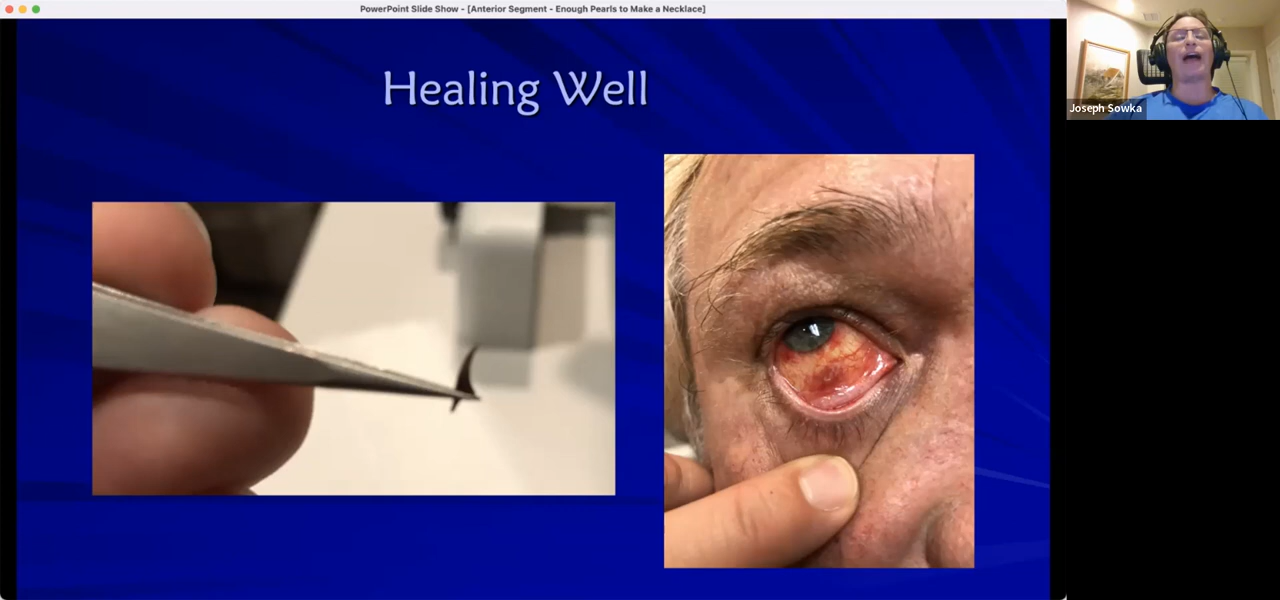 PowerPoint Slide Show - [Anterior Segment - Enough Pearls to Make a Necklace]
Healing Well
Joseph Sowka